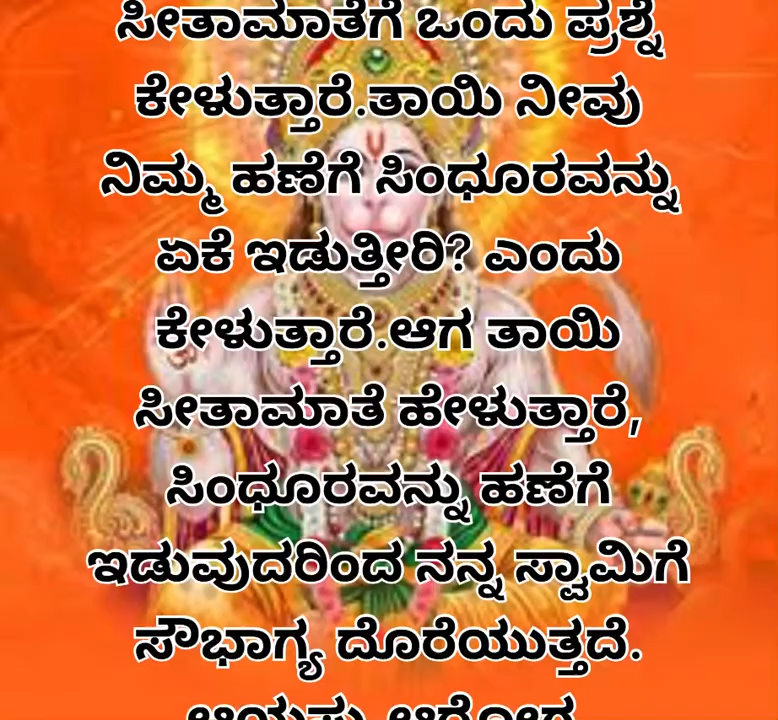 ಸೀತಾಮಾತೆಗೆ ಒಂದು ಪ್ರಶ್ನೆ
ಕೇಳುತ್ತಾರೆ.ತಾಯಿ ನೀವು
ನಿಮ್ಮ ಹಣೆಗೆ ಸಿಂಧೂರವನ್ನು
ಏಕೆ ಇಡುತ್ತೀರಿ? ಎಂದು
ಕೇಳುತ್ತಾರೆ.ಆಗ ತಾಯಿ
ಸೀತಾಮಾತೆ ಹೇಳುತ್ತಾರೆ,
ಸಿಂಧೂರವನ್ನು ಹಣೆಗೆ
ಇಡುವುದರಿಂದ ನನ್ನ ಸ್ವಾಮಿಗೆ
ಸೌಭಾಗ್ಯ ದೊರೆಯುತ್ತದೆ.